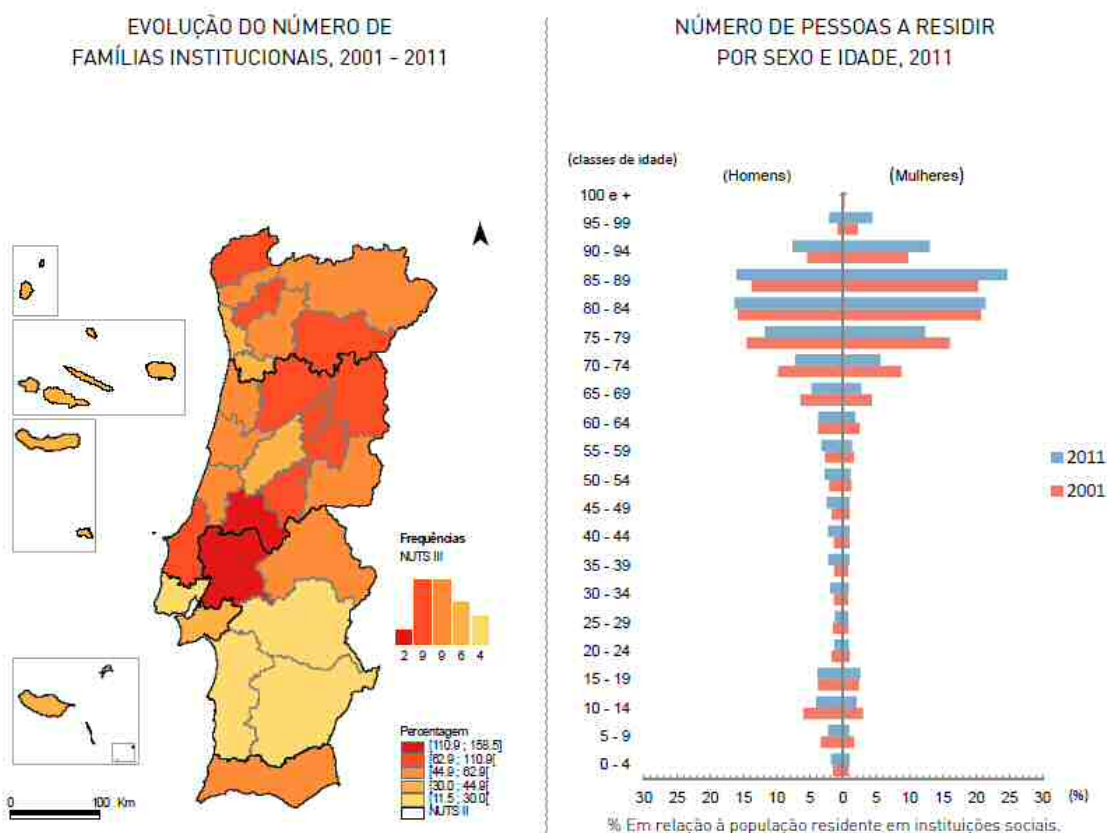 EVOLUÇÃO DO NÚMERO DE
FAMÍLIAS INSTITUCIONAIS, 2001 - 2011
Frequências
NUTS III
2 9 9 6 4
Percentagem
[110.9 ; 158.5]
[62.9 ; 110.9[
[44.9 ; 62.9[
[30.0 ; 44.9[
[11.5 ; 30.0[
NUTS II
0 100 Km
NÚMERO DE PESSOAS A RESIDIR
POR SEXO E IDADE, 2011
(classes de idade)
(Homens) (Mulheres)
100 e +
95 - 99
90 - 94
85 - 89
80 - 84
75 - 79
70 - 74
65 - 69
60 - 64
55 - 59
50 - 54
45 - 49
40 - 44
35 - 39
30 - 34
25 - 29
20 - 24
15 - 19
10 - 14
5 - 9
0 - 4
2011
2001
30 25 20 15 10 5 0 5 10 15 20 25 30 (%)
% Em relação à população residente em instituições sociais.